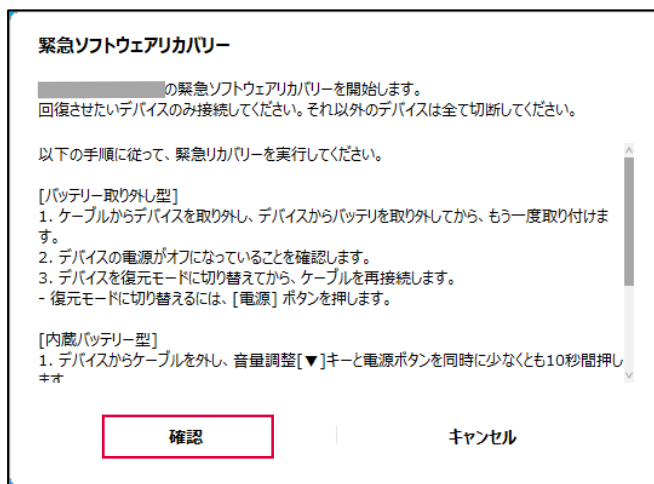 緊急ソフトウェアリカバリー
の緊急ソフトウェアリカバリーを開始します。
回復させたいデバイスのみ接続してください。それ以外のデバイスは全て切断してください。
以下の手順に従って、緊急リカバリーを実行してください。
[バッテリー取り外し型]
1. ケーブルからデバイスを取り外し、デバイスからバッテリを取り外してから、もう一度取り付けま
す。
2. デバイスの電源がオフになっていることを確認します。
3. デバイスを復元モードに切り替えてから、ケーブルを再接続します。
- 復元モードに切り替えるには、[電源] ボタンを押します。
[内蔵バッテリー型]
1. デバイスからケーブルを外し、音量調整[▼]キーと電源ボタンを同時に少なくとも10秒間押し
ます
確認
キャンセル